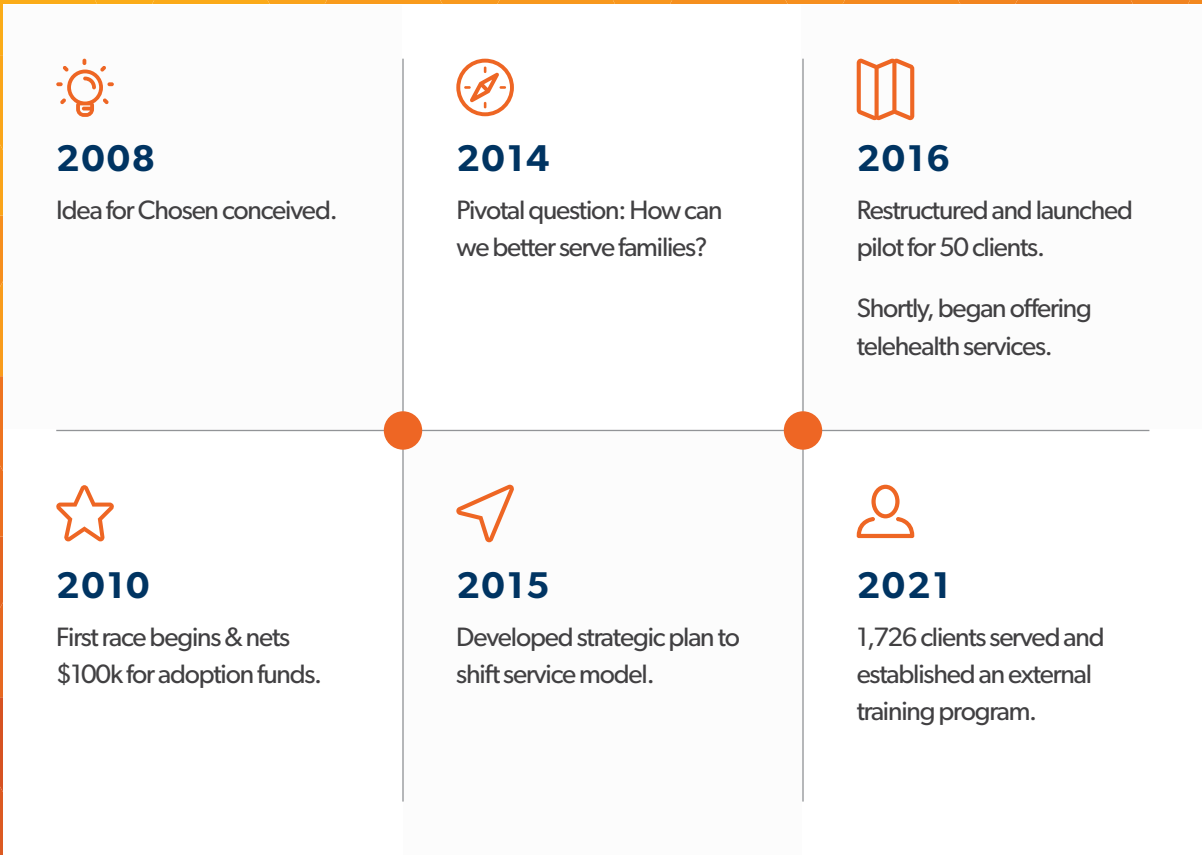 2008
Idea for Chosen conceived.
2010
First race begins & nets
$100k for adoption funds.
2014
Pivotal question: How can
we better serve families?
2015
Developed strategic plan to
shift service model.
2016
Restructured and launched
pilot for 50 clients.
Shortly, began offering
telehealth services.
2021
1,726 clients served and
established an external
training program.